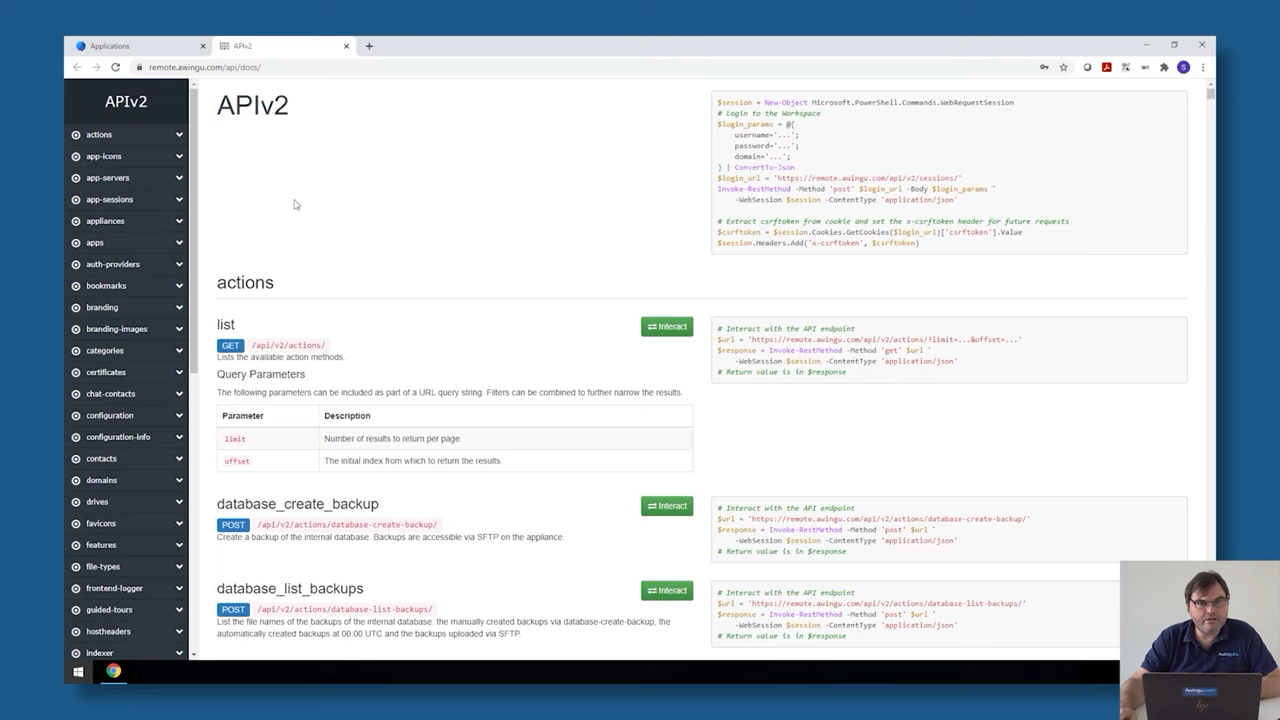 Applications
APIv2
remote.awingu.com/api/docs/
S
APIv2
actions
app-icons
app-servers
app-sessions
appliances
apps
auth-providers
bookmarks
branding
branding-images
categories
certificates
chat-contacts
configuration
configuration-info
contacts
domains
drives
favicons
features
file-types
frontend-logger
guided-tours
hostheaders
indexer
APIv2
$session = New-Object Microsoft.PowerShell.Commands.WebRequestSession
# Login to the Workspace
$login_params = @{
username='...';
password='...';
domain='...';
} | ConvertTo-Json
$login_url = 'https://remote.awingu.com/api/v2/sessions/'
Invoke-RestMethod -Method 'post' $login_url -Body $login_params `
-WebSession $session -ContentType 'application/json'
# Extract csrftoken from cookie and set the x-csrftoken header for future requests
$csrftoken = $session.Cookies.GetCookies($login_url)['csrftoken'].Value
$session.Headers.Add('x-csrftoken', $csrftoken)
actions
list
Interact
GET /api/v2/actions/
Lists the available action methods.
Query Parameters
The following parameters can be included as part of a URL query string. Filters can be combined to further narrow the results.
Parameter Description
limit Number of results to return per page.
offset The initial index from which to return the results.
# Interact with the API endpoint
$url = 'https://remote.awingu.com/api/v2/actions/?limit=...&offset=...'
$response = Invoke-RestMethod -Method 'get' $url `
-WebSession $session -ContentType 'application/json'
# Return value is in $response
database_create_backup
Interact
POST /api/v2/actions/database-create-backup/
Create a backup of the internal database. Backups are accessible via SFTP on the appliance.
# Interact with the API endpoint
$url = 'https://remote.awingu.com/api/v2/actions/database-create-backup/'
$response = Invoke-RestMethod -Method 'post' $url `
-WebSession $session -ContentType 'application/json'
# Return value is in $response
database_list_backups
Interact
POST /api/v2/actions/database-list-backups/
List the file names of the backups of the internal database. the manually created backups via database-create-backup, the
automatically created backups at 00:00 UTC and the backups uploaded via SFTP.
# Interact with the API endpoint
$url = 'https://remote.awingu.com/api/v2/actions/database-list-backups/'
$response = Invoke-RestMethod -Method 'post' $url `
-WebSession $session -ContentType 'application/json'
# Return value is in $response
Awinguru
Awingu.com
hp